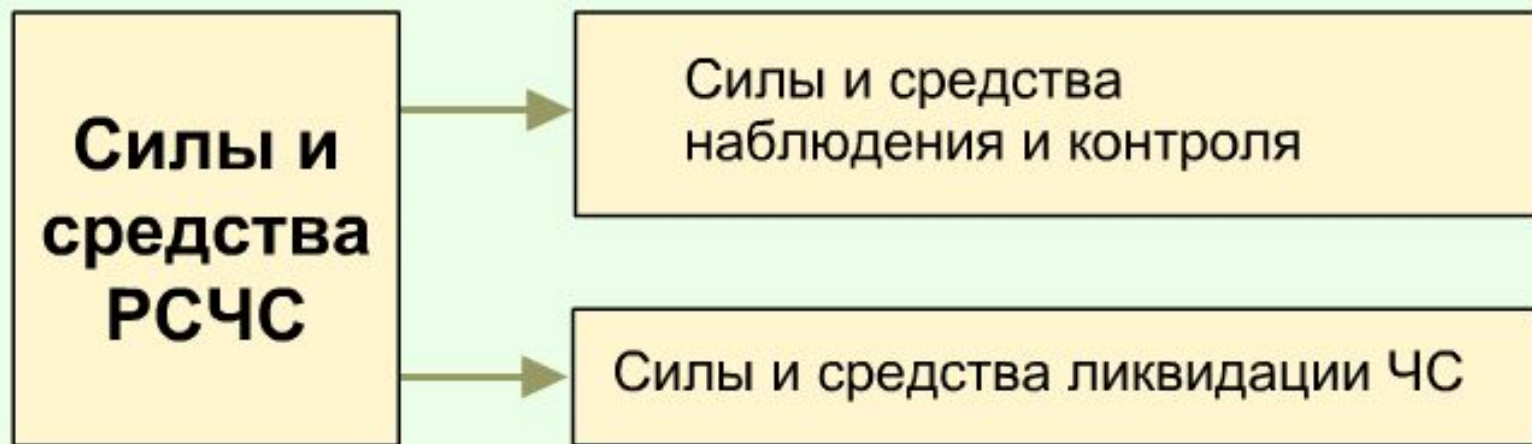 Силы и
средства
РСЧС
Силы и средства
наблюдения и контроля
Силы и средства ликвидации ЧС